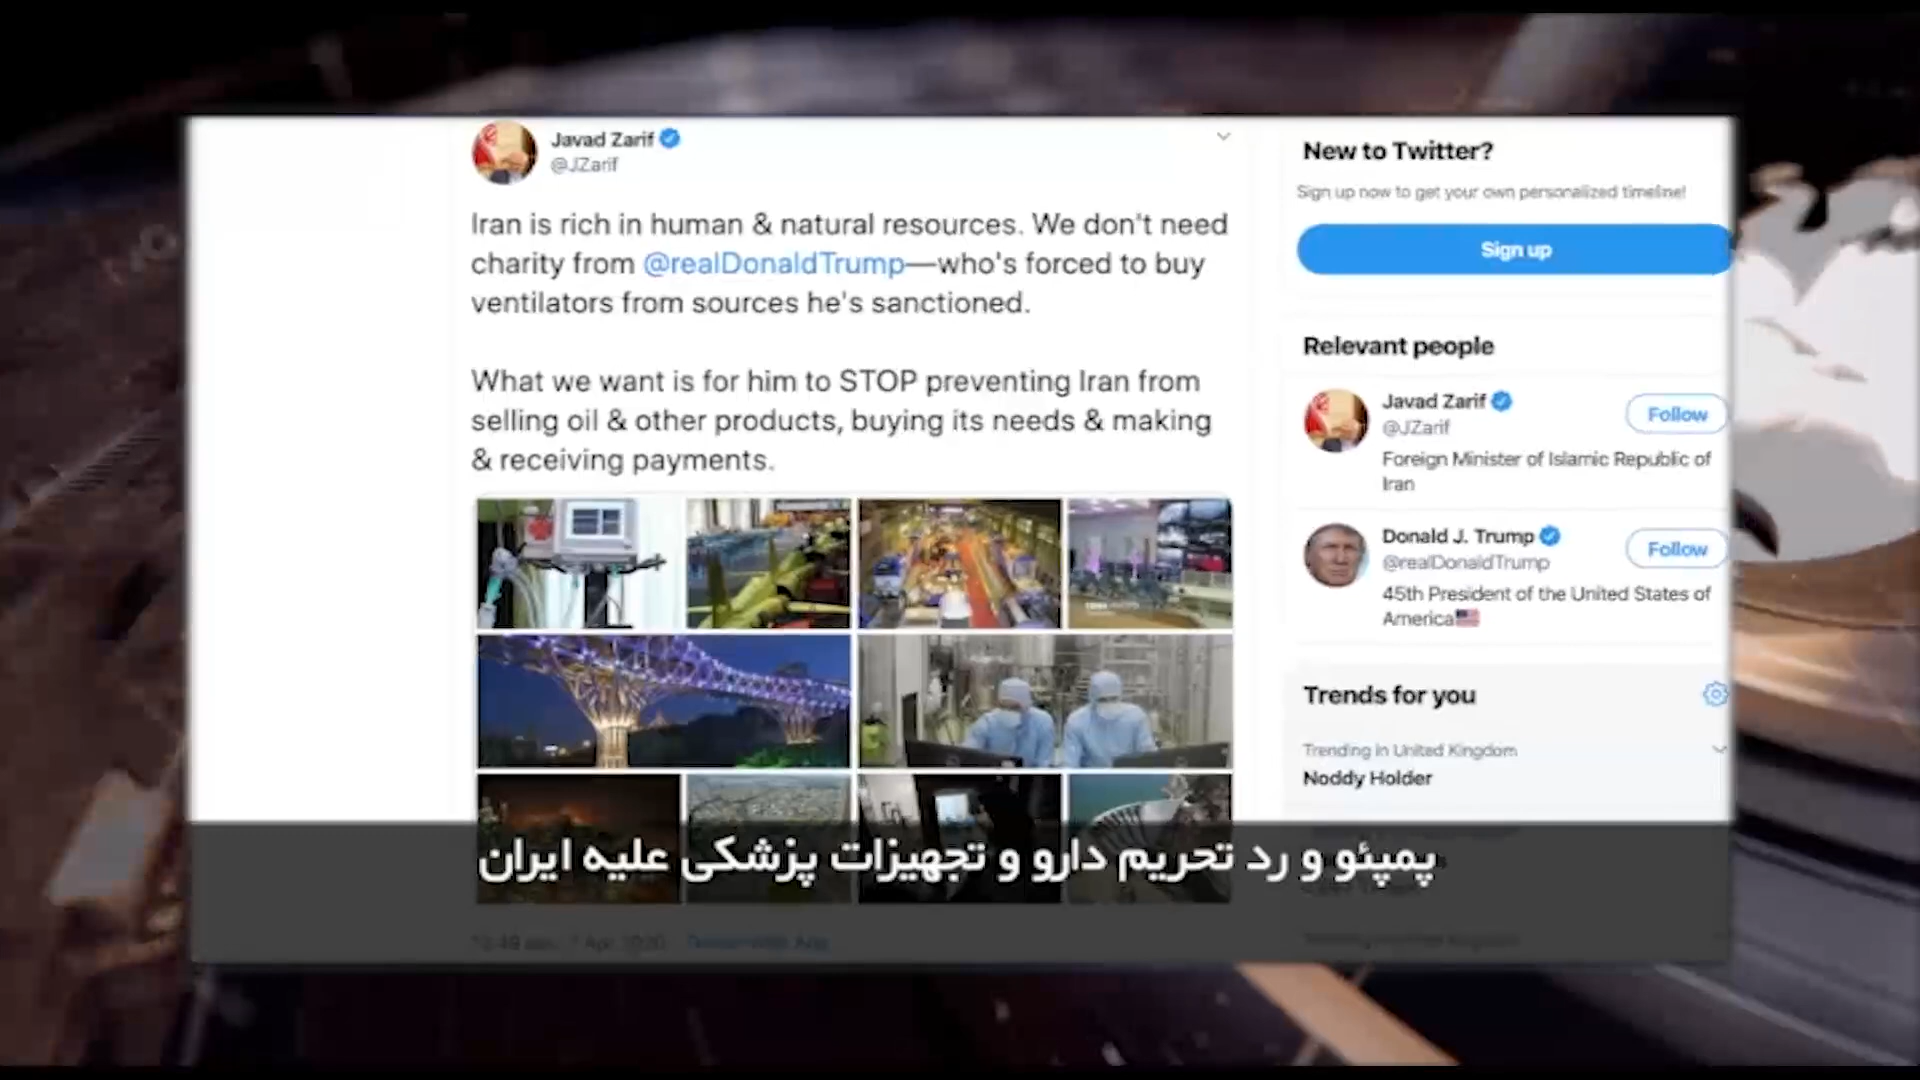 Javad Zarif
@JZarif
Iran is rich in human & natural resources. We don't need
charity from @realDonaldTrump—who's forced to buy
ventilators from sources he's sanctioned.
What we want is for him to STOP preventing Iran from
selling oil & other products, buying its needs & making
& receiving payments.
New to Twitter?
Sign up now to get your own personalized timeline!
Sign up
Relevant people
Javad Zarif
@JZarif
Follow
Foreign Minister of Islamic Republic of
Iran
Donald J. Trump
@realDonaldTrump
Follow
45th President of the United States of
America
Trends for you
Trending in United Kingdom
Noddy Holder
پمپئو و رد تحریم دارو و تجهیزات پزشکی علیه ایران